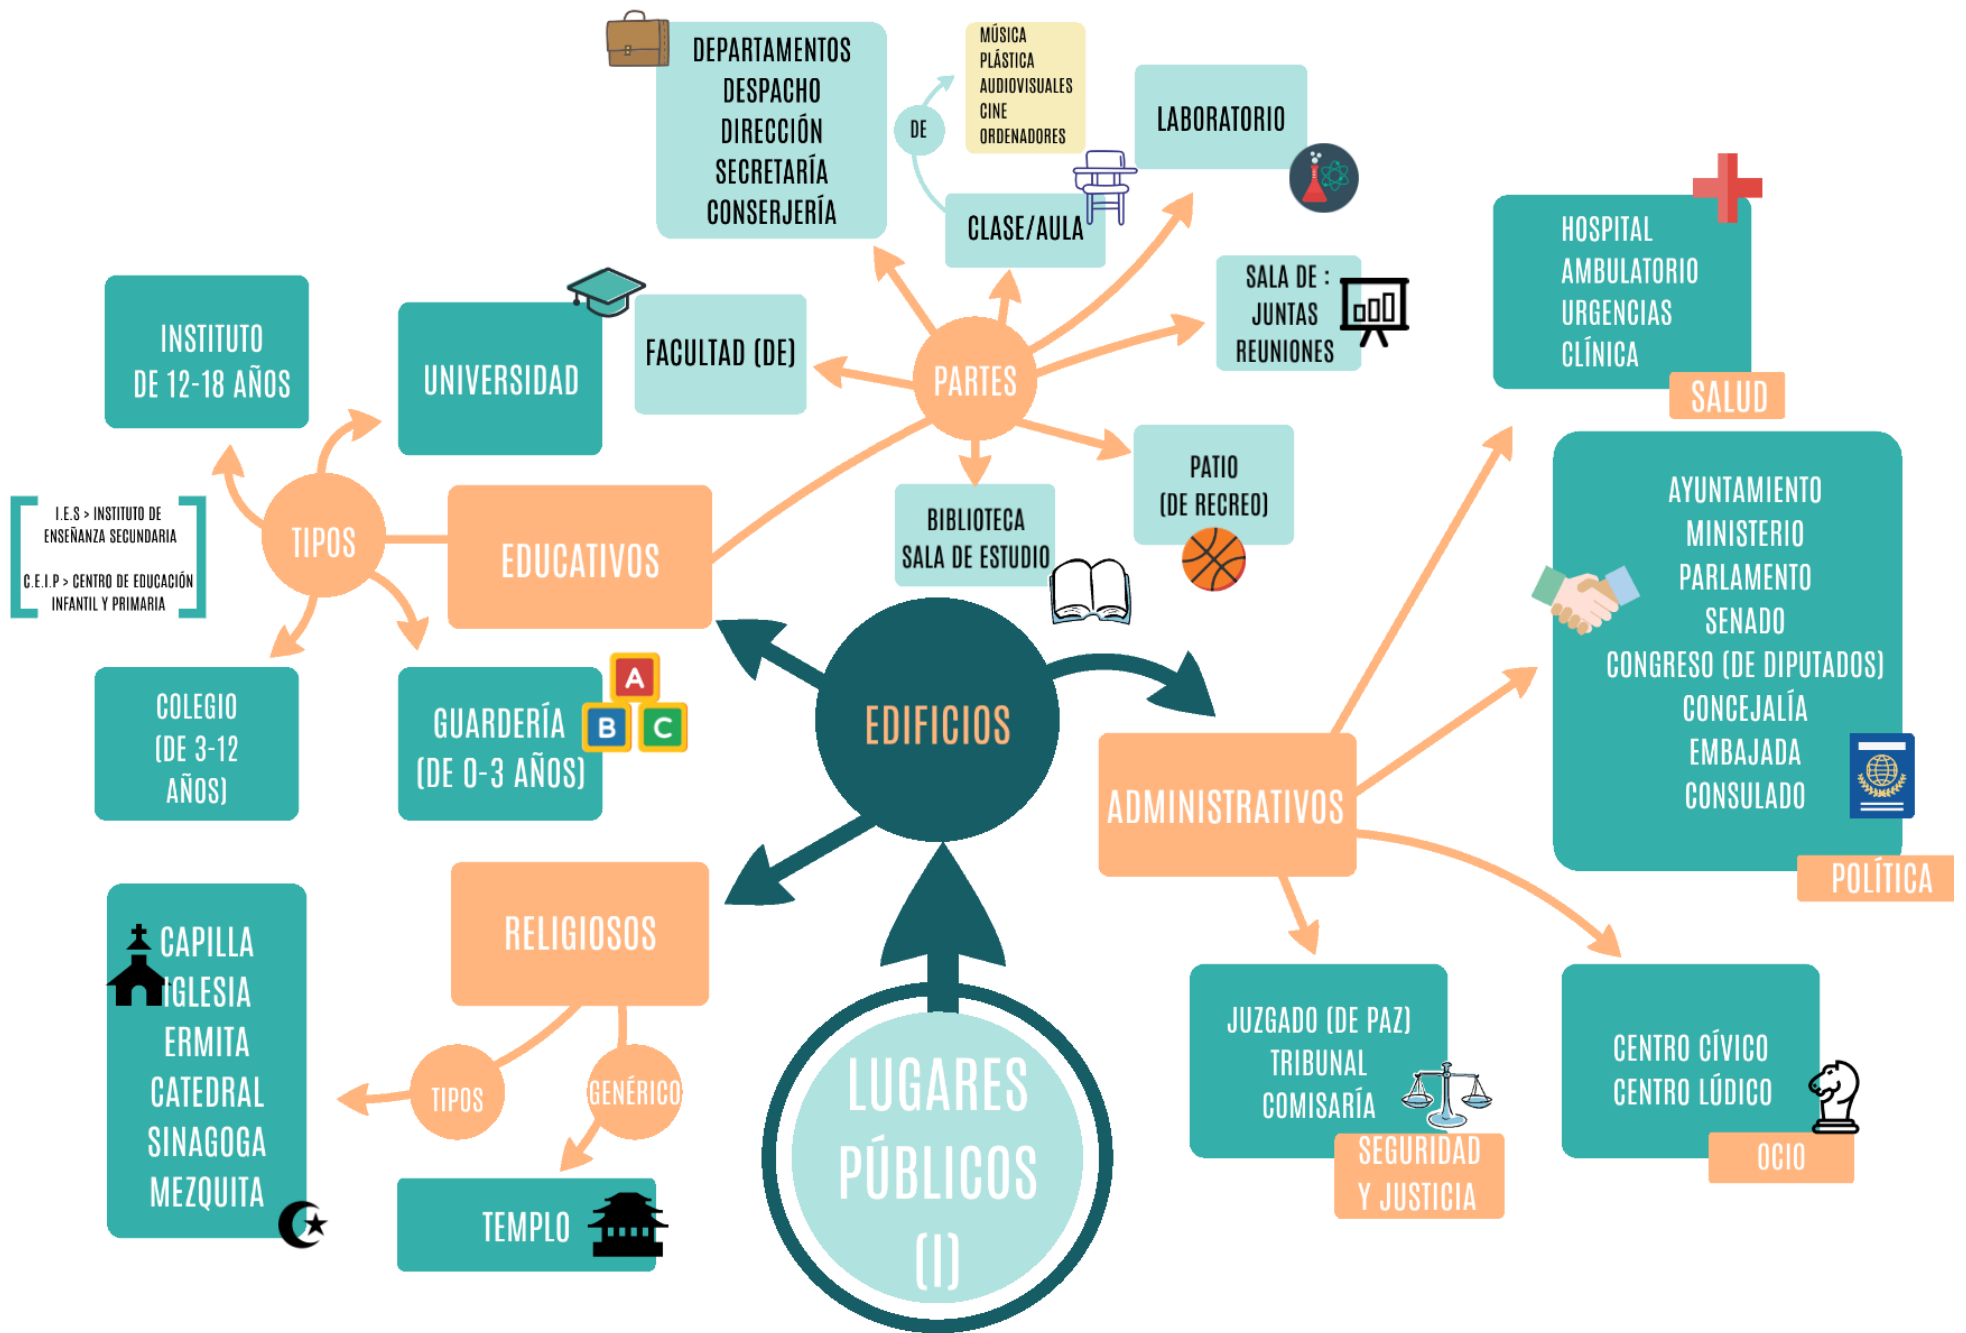 DEPARTAMENTOS
DESPACHO
DIRECCIÓN
SECRETARÍA
CONSERJERÍA
DE
MÚSICA
PLÁSTICA
AUDIOVISUALES
CINE
ORDENADORES
CLASE/AULA
LABORATORIO
SALA DE :
JUNTAS
REUNIONES
FACULTAD (DE)
PARTES
PATIO
(DE RECREO)
BIBLIOTECA
SALA DE ESTUDIO
INSTITUTO
DE 12-18 AÑOS
UNIVERSIDAD
TIPOS
EDUCATIVOS
I.E.S > INSTITUTO DE
ENSEÑANZA SECUNDARIA
C.E.I.P > CENTRO DE EDUCACIÓN
INFANTIL Y PRIMARIA
COLEGIO
(DE 3-12
AÑOS)
GUARDERÍA
(DE 0-3 AÑOS)
A
B
C
EDIFICIOS
HOSPITAL
AMBULATORIO
URGENCIAS
CLÍNICA
SALUD
AYUNTAMIENTO
MINISTERIO
PARLAMENTO
SENADO
CONGRESO (DE DIPUTADOS)
CONCEJALÍA
EMBAJADA
CONSULADO
POLÍTICA
ADMINISTRATIVOS
RELIGIOSOS
CAPILLA
IGLESIA
ERMITA
CATEDRAL
SINAGOGA
MEZQUITA
TIPOS
GENÉRICO
TEMPLO
JUZGADO (DE PAZ)
TRIBUNAL
COMISARÍA
SEGURIDAD
Y JUSTICIA
CENTRO CÍVICO
CENTRO LÚDICO
OCIO
LUGARES
PÚBLICOS
(I)